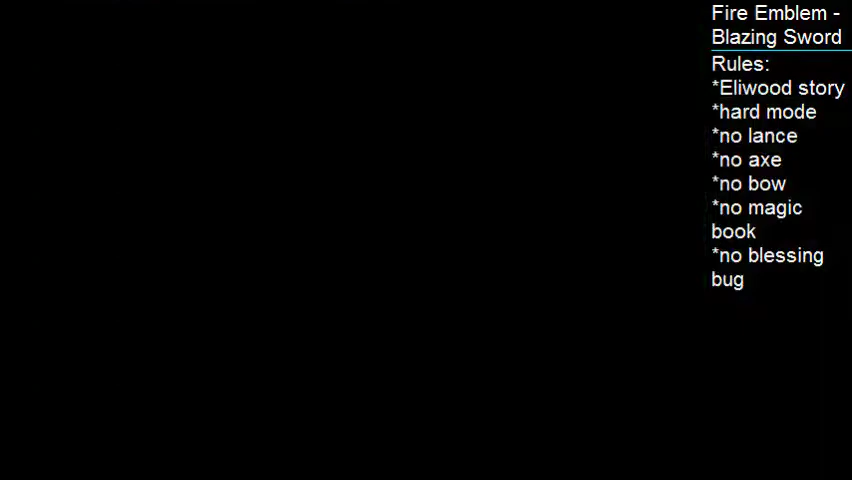 Fire Emblem -
Blazing Sword
Rules:
*Eliwood story
*hard mode
*no lance
*no axe
*no bow
*no magic
book
*no blessing
bug